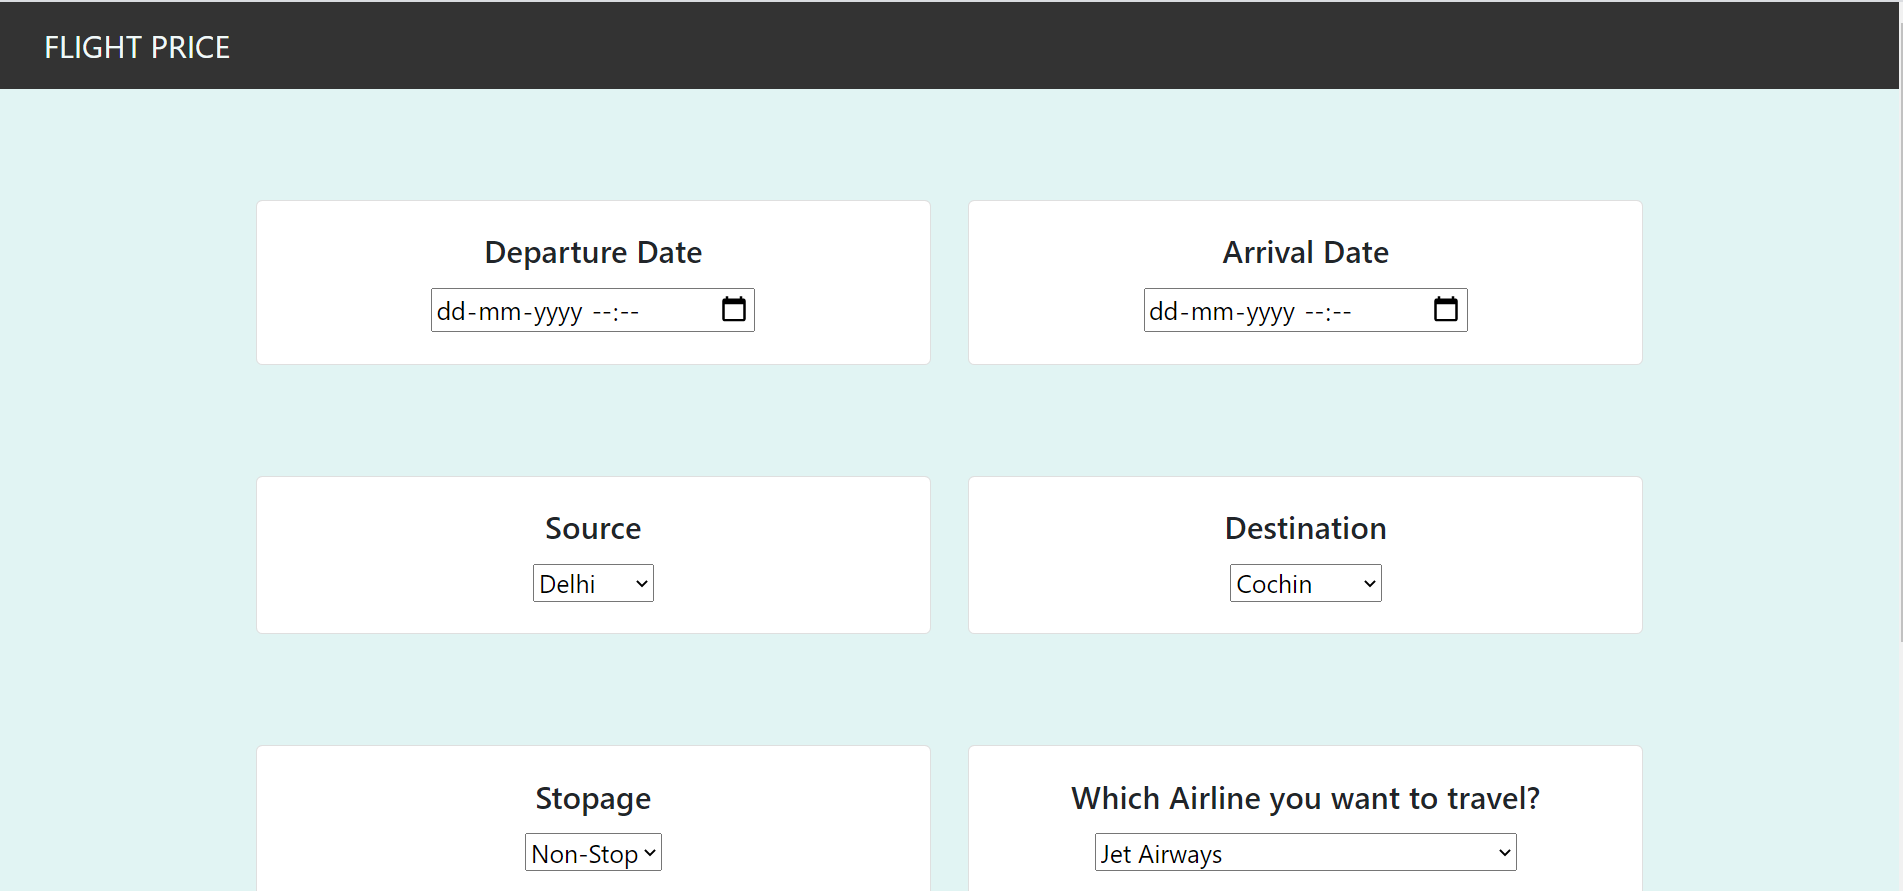 FLIGHT PRICE
Departure Date
dd-mm-yyyy --:--
Arrival Date
dd-mm-yyyy --:--
Source
Delhi
Destination
Cochin
Stopage
Non-Stop
Which Airline you want to travel?
Jet Airways